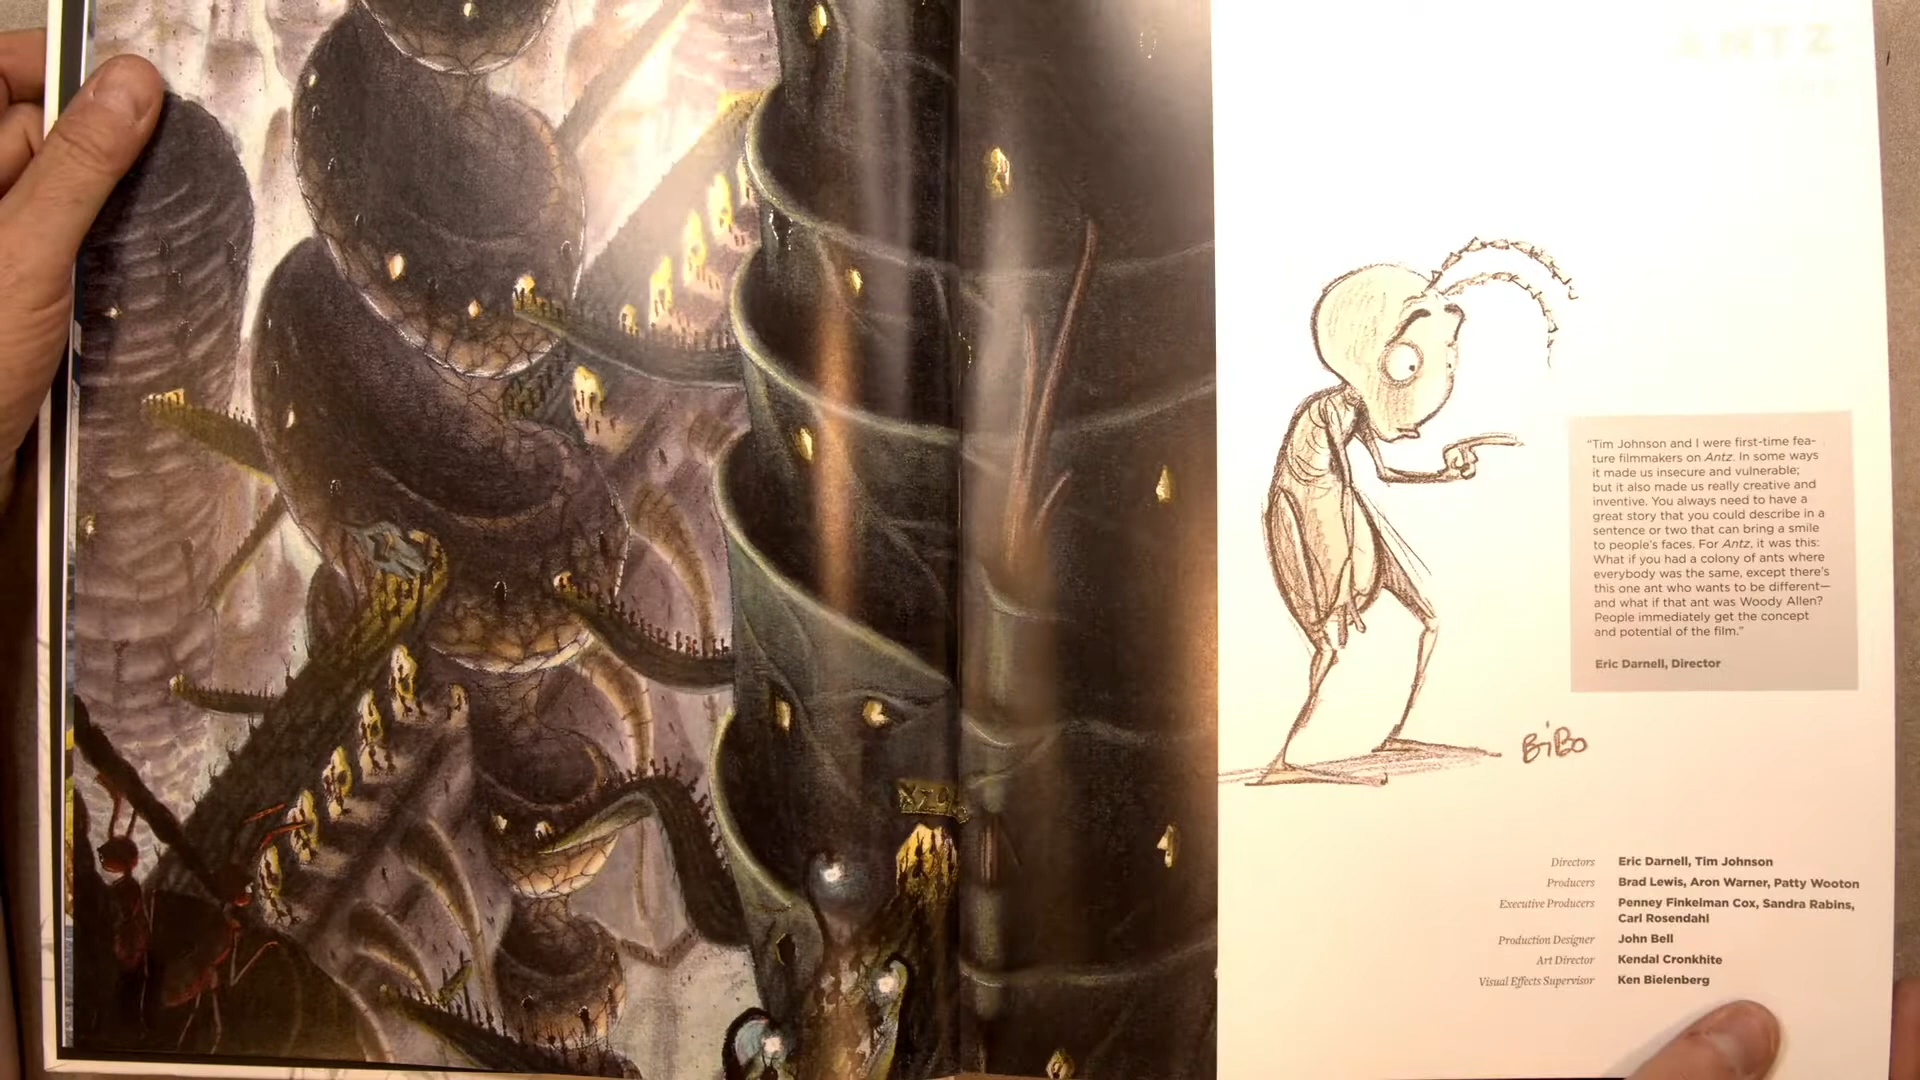 ANTZ
“Tim Johnson and I were first-time fea-
ture filmmakers on Antz. In some ways
it made us insecure and vulnerable;
but it also made us really creative and
inventive. You always need to have a
great story that you could describe in a
sentence or two that can bring a smile
to people’s faces. For Antz, it was this:
What if you had a colony of ants where
everybody was the same, except there’s
this one ant who wants to be different—
and what if that ant was Woody Allen?
People immediately get the concept
and potential of the film.”
Eric Darnell, Director
BiBo
Directors Eric Darnell, Tim Johnson
Producers Brad Lewis, Aron Warner, Patty Wooton
Executive Producers Penney Finkelman Cox, Sandra Rabins,
Carl Rosendahl
Production Designer John Bell
Art Director Kendal Cronkhite
Visual Effects Supervisor Ken Bielenberg